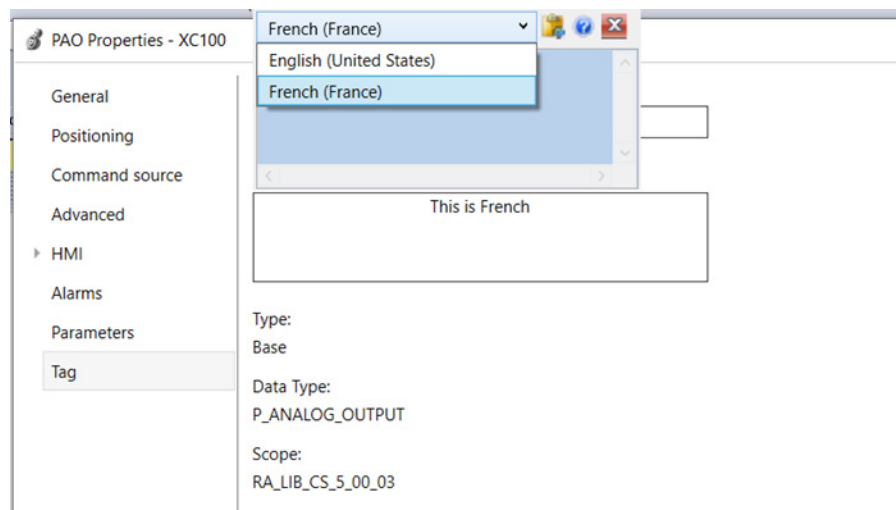 PAO Properties - XC100
French (France)
English (United States)
French (France)
General
Positioning
Command source
Advanced
HMI
Alarms
Parameters
Tag
This is French
Type:
Base
Data Type:
P_ANALOG_OUTPUT
Scope:
RA_LIB_CS_5_00_03